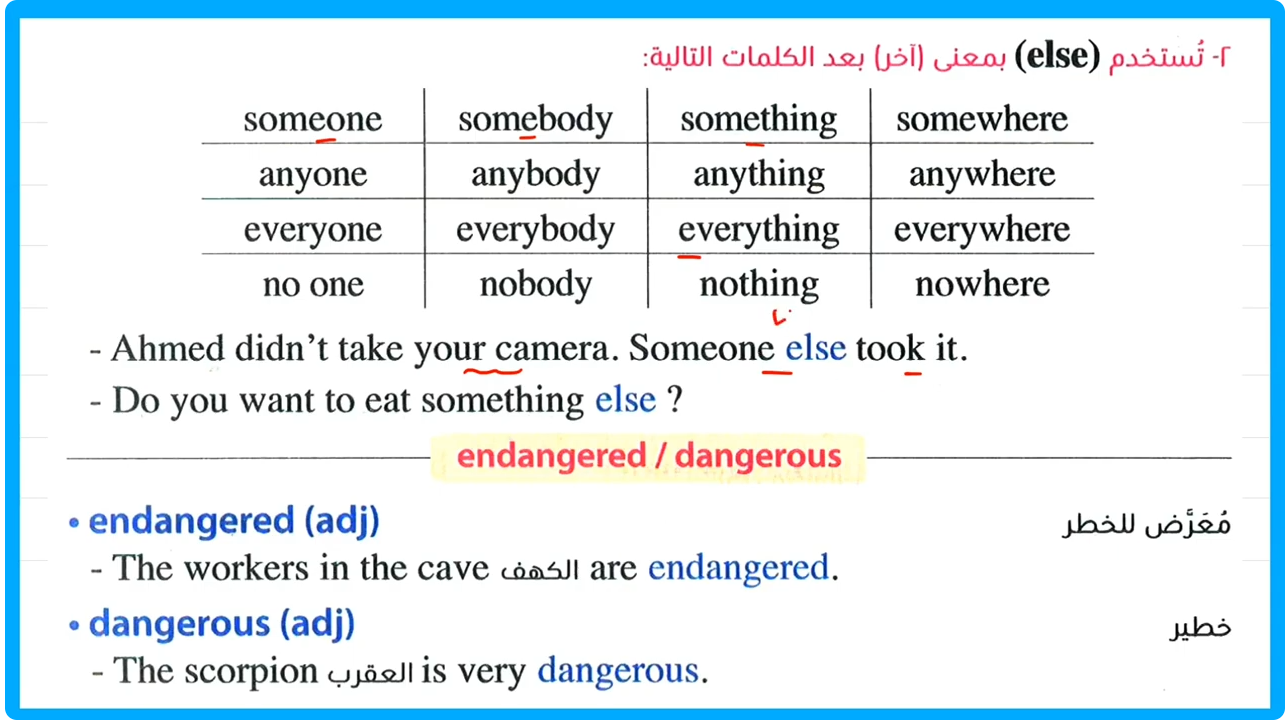 ٢- تُستخدم (else) بمعنى (آخر) بعد الكلمات التالية:
someone somebody something somewhere
anyone anybody anything anywhere
everyone everybody everything everywhere
no one nobody nothing nowhere
- Ahmed didn't take your camera. Someone else took it.
- Do you want to eat something else ?
endangered / dangerous
• endangered (adj) مُعَرَّض للخطر
- The workers in the cave الكهف are endangered.
• dangerous (adj) خطير
- The scorpion العقرب is very dangerous.